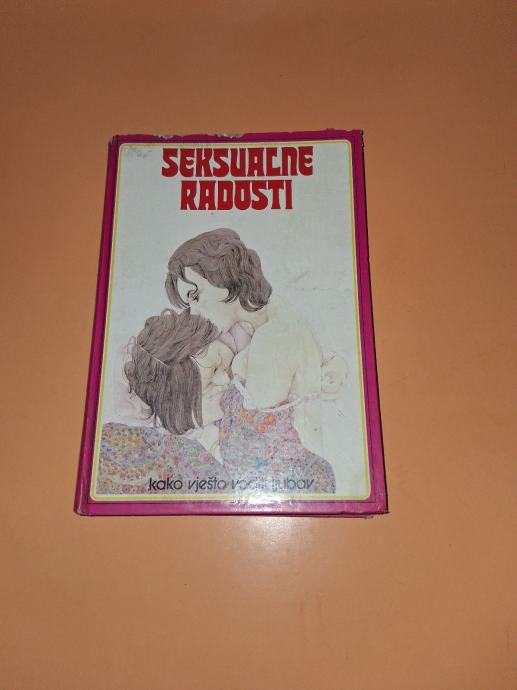 SEKSUALNE
RADOSTI
kako vješto voditi ljubav